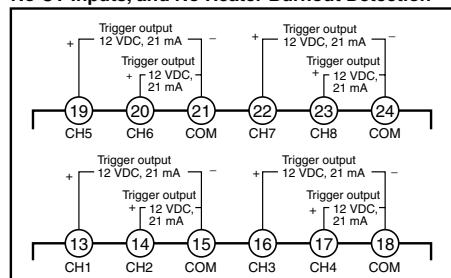 No CT Inputs, and No Heater Burnout Detection
Trigger output
+ 12 VDC, 21 mA –
Trigger output
+ 12 VDC, –
21 mA
Trigger output
+ 12 VDC, 21 mA –
Trigger output
+ 12 VDC, –
21 mA
19 20 21 22 23 24
CH5 CH6 COM CH7 CH8 COM
Trigger output
+ 12 VDC, 21 mA –
Trigger output
+ 12 VDC,
21 mA
Trigger output
+ 12 VDC, 21 mA –
Trigger output
+ 12 VDC,
21 mA
13 14 15 16 17 18
CH1 CH2 COM CH3 CH4 COM